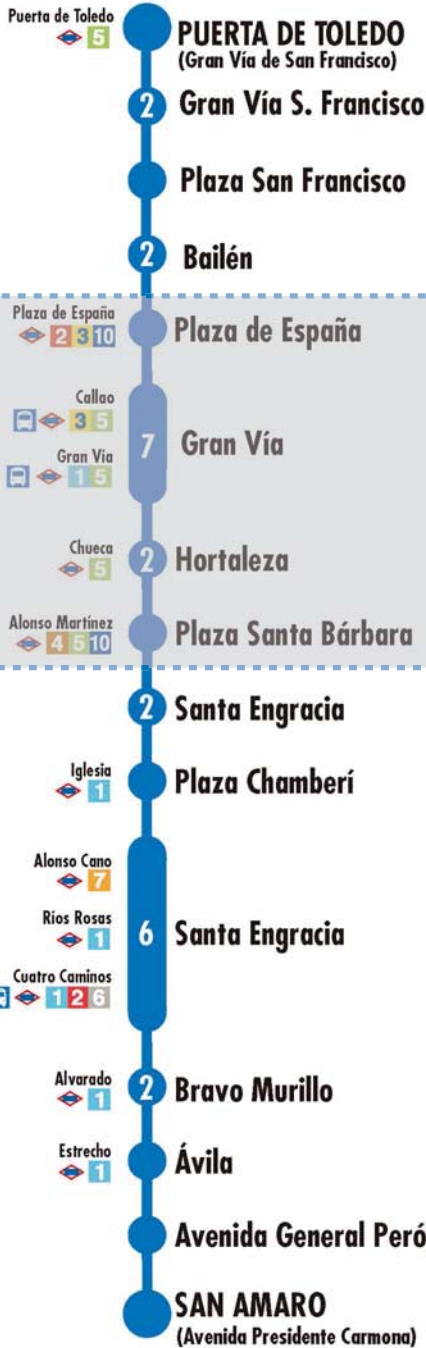 Puerta de Toledo
5
PUERTA DE TOLEDO
(Gran Vía de San Francisco)
2 Gran Vía S. Francisco
Plaza San Francisco
2 Bailén
Plaza de España
2 3 10
Plaza de España
Callao
3 5
Gran Vía
1 5
7 Gran Vía
Chueca
5
2 Hortaleza
Alonso Martínez
4 5 10
Plaza Santa Bárbara
2 Santa Engracia
Iglesia
1
Plaza Chamberí
Alonso Cano
7
Ríos Rosas
1
6 Santa Engracia
Cuatro Caminos
1 2 6
Alvarado
1
2 Bravo Murillo
Estrecho
1
Ávila
Avenida General Peró
SAN AMARO
(Avenida Presidente Carmona)